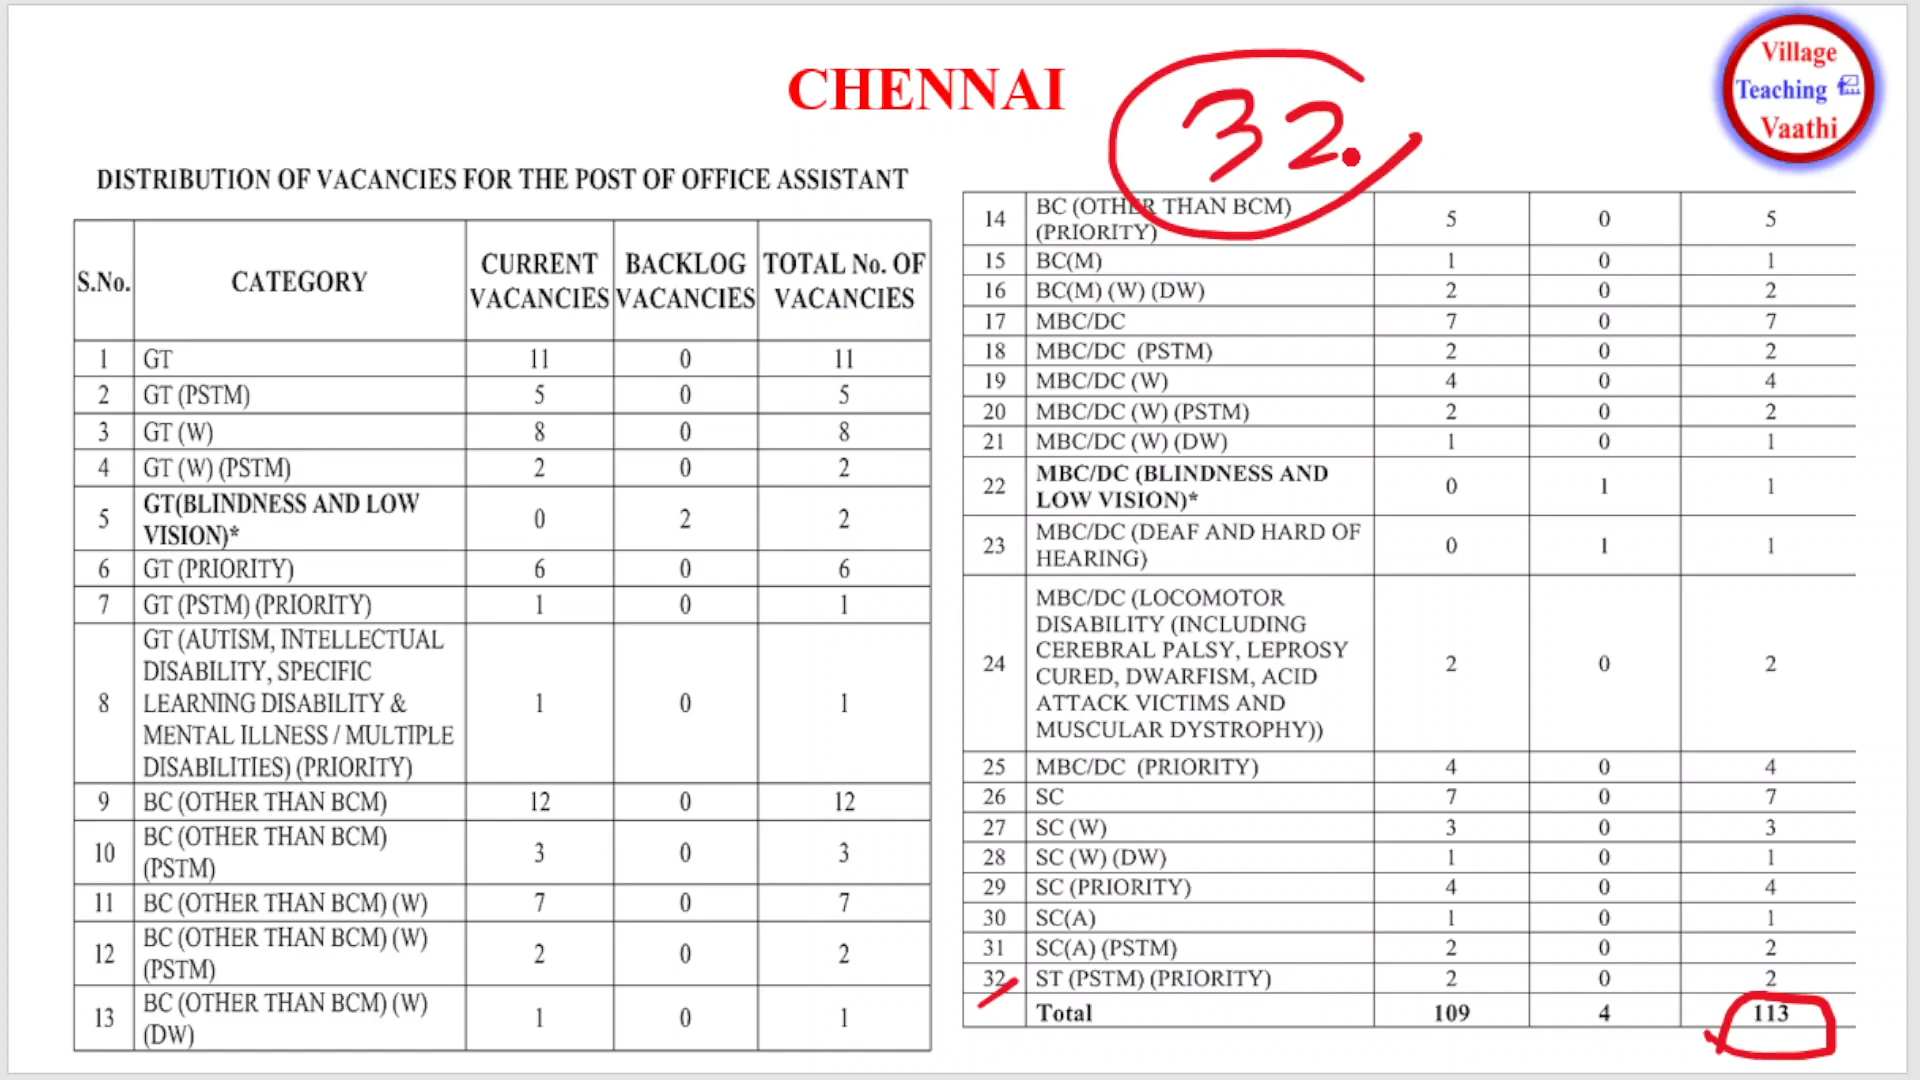 CHENNAI
32.
Village
Teaching
Vaathi
DISTRIBUTION OF VACANCIES FOR THE POST OF OFFICE ASSISTANT
S.No. CATEGORY CURRENT VACANCIES BACKLOG VACANCIES TOTAL No. OF VACANCIES
1 GT 11 0 11
2 GT (PSTM) 5 0 5
3 GT (W) 8 0 8
4 GT (W) (PSTM) 2 0 2
5 GT(BLINDNESS AND LOW
VISION)* 0 2 2
6 GT (PRIORITY) 6 0 6
7 GT (PSTM) (PRIORITY) 1 0 1
8 GT (AUTISM, INTELLECTUAL
DISABILITY, SPECIFIC
LEARNING DISABILITY &
MENTAL ILLNESS / MULTIPLE
DISABILITIES) (PRIORITY) 1 0 1
9 BC (OTHER THAN BCM) 12 0 12
10 BC (OTHER THAN BCM)
(PSTM) 3 0 3
11 BC (OTHER THAN BCM) (W) 7 0 7
12 BC (OTHER THAN BCM) (W)
(PSTM) 2 0 2
13 BC (OTHER THAN BCM) (W)
(DW) 1 0 1
14 BC (OTHER THAN BCM)
(PRIORITY) 5 0 5
15 BC(M) 1 0 1
16 BC(M) (W) (DW) 2 0 2
17 MBC/DC 7 0 7
18 MBC/DC (PSTM) 2 0 2
19 MBC/DC (W) 4 0 4
20 MBC/DC (W) (PSTM) 2 0 2
21 MBC/DC (W) (DW) 1 0 1
22 MBC/DC (BLINDNESS AND
LOW VISION)* 0 1 1
23 MBC/DC (DEAF AND HARD OF
HEARING) 0 1 1
24 MBC/DC (LOCOMOTOR
DISABILITY (INCLUDING
CEREBRAL PALSY, LEPROSY
CURED, DWARFISM, ACID
ATTACK VICTIMS AND
MUSCULAR DYSTROPHY)) 2 0 2
25 MBC/DC (PRIORITY) 4 0 4
26 SC 7 0 7
27 SC (W) 3 0 3
28 SC (W) (DW) 1 0 1
29 SC (PRIORITY) 4 0 4
30 SC(A) 1 0 1
31 SC(A) (PSTM) 2 0 2
32 ST (PSTM) (PRIORITY) 2 0 2
Total 109 4 113